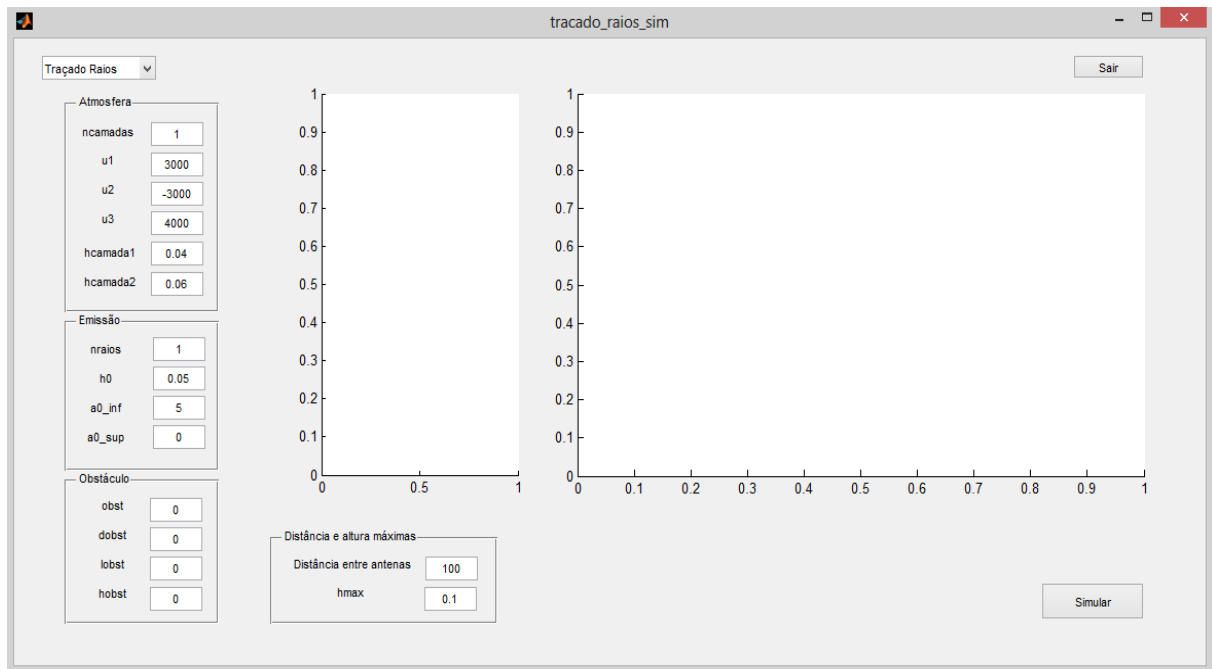 tracado_raios_sim
Traçado Raios
Sair
Atmosfera
ncamadas 1
u1 3000
u2 -3000
u3 4000
hcamada1 0.04
hcamada2 0.06
Emissão
nraios 1
h0 0.05
a0_inf 5
a0_sup 0
Obstáculo
obst 0
dobst 0
lobst 0
hobst 0
1
0.9
0.8
0.7
0.6
0.5
0.4
0.3
0.2
0.1
0
0 0.5 1
1
0.9
0.8
0.7
0.6
0.5
0.4
0.3
0.2
0.1
0
0 0.1 0.2 0.3 0.4 0.5 0.6 0.7 0.8 0.9 1
Distância e altura máximas
Distância entre antenas 100
hmax 0.1
Simular